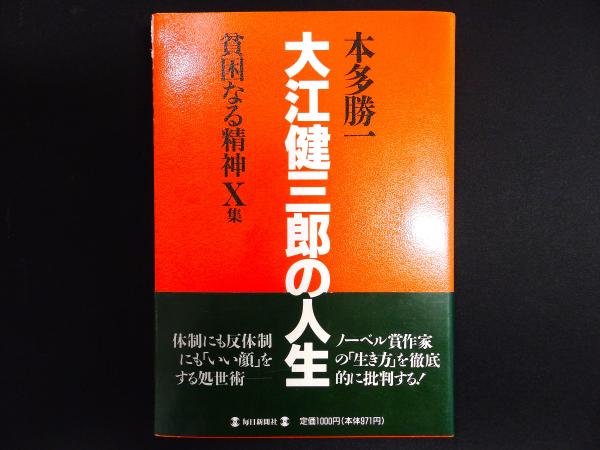 本多勝一
大江健三郎の人生
貧困なる精神X集
ノーベル賞作家
の「生き方」を徹底
的に批判する!
体制にも反体制
にも「いい顔」を
する処世術――
毎日新聞社
定価1000円(本体971円)